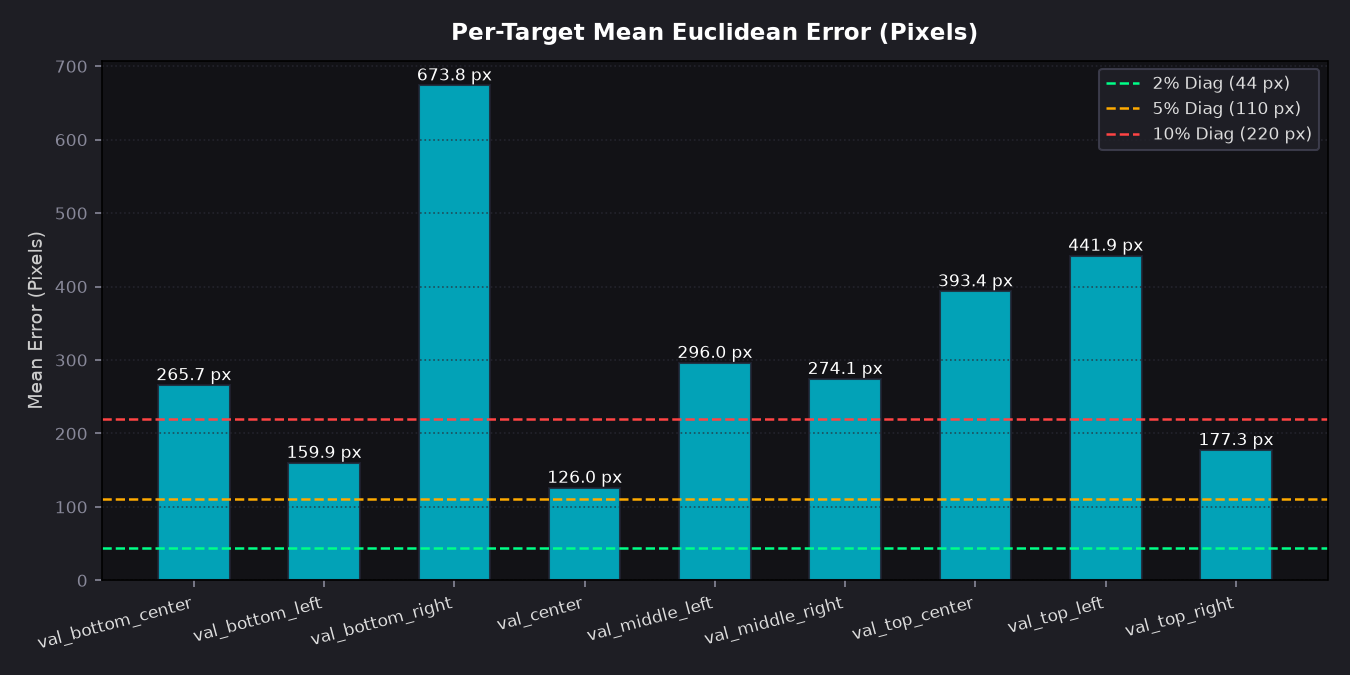 Per-Target Mean Euclidean Error (Pixels)
Mean Error (Pixels)
700
600
500
400
300
200
100
0
265.7 px
159.9 px
673.8 px
126.0 px
296.0 px
274.1 px
393.4 px
441.9 px
177.3 px
2% Diag (44 px)
5% Diag (110 px)
10% Diag (220 px)
val_bottom_center
val_bottom_left
val_bottom_right
val_center
val_middle_left
val_middle_right
val_top_center
val_top_left
val_top_right